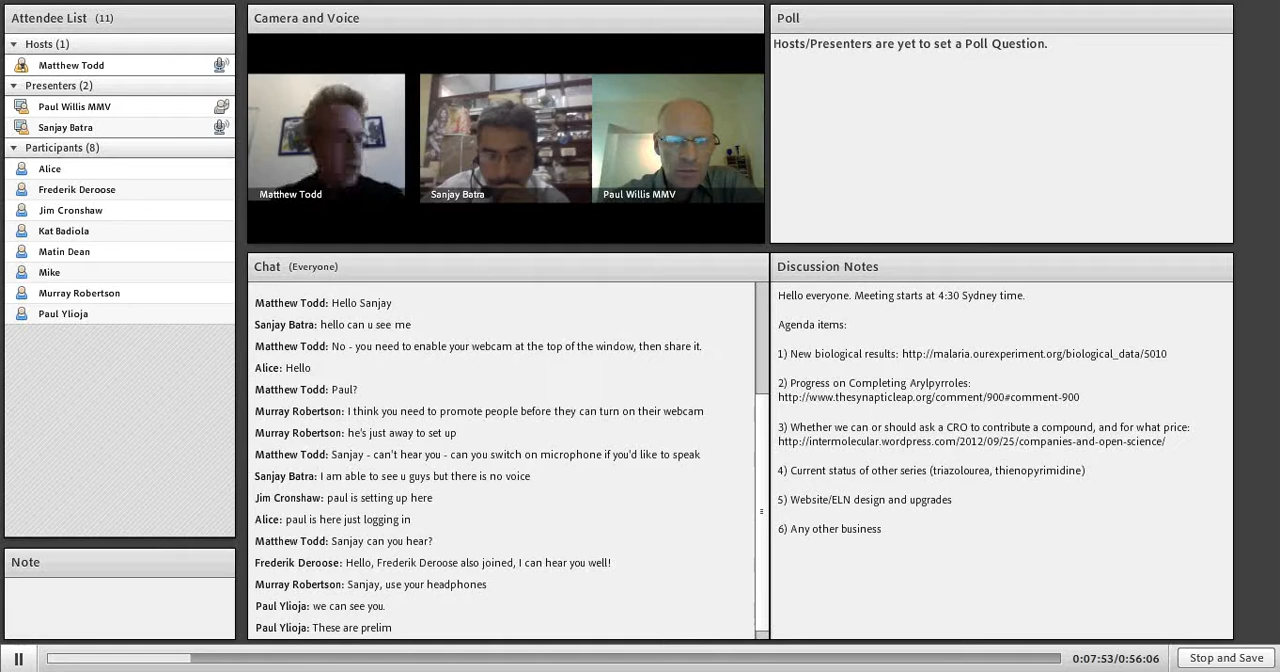 Attendee List (11)
Hosts (1)
Matthew Todd
Presenters (2)
Paul Willis MMV
Sanjay Batra
Participants (8)
Alice
Frederik Deroose
Jim Cronshaw
Kat Badiola
Matin Dean
Mike
Murray Robertson
Paul Ylioja
Note
Camera and Voice
Matthew Todd
Sanjay Batra
Paul Willis MMV
Poll
Hosts/Presenters are yet to set a Poll Question.
Chat (Everyone)
Matthew Todd: Hello Sanjay
Sanjay Batra: hello can u see me
Matthew Todd: No - you need to enable your webcam at the top of the window, then share it.
Alice: Hello
Matthew Todd: Paul?
Murray Robertson: I think you need to promote people before they can turn on their webcam
Murray Robertson: he's just away to set up
Matthew Todd: Sanjay - can't hear you - can you switch on microphone if you'd like to speak
Sanjay Batra: I am able to see u guys but there is no voice
Jim Cronshaw: paul is setting up here
Alice: paul is here just logging in
Matthew Todd: Sanjay can you hear?
Frederik Deroose: Hello, Frederik Deroose also joined, I can hear you well!
Murray Robertson: Sanjay, use your headphones
Paul Ylioja: we can see you.
Paul Ylioja: These are prelim
Discussion Notes
Hello everyone. Meeting starts at 4:30 Sydney time.
Agenda items:
1) New biological results: http://malaria.ourexperiment.org/biological_data/5010
2) Progress on Completing Arylpyrroles:
http://www.thesynapticleap.org/comment/900#comment-900
3) Whether we can or should ask a CRO to contribute a compound, and for what price:
http://intermolecular.wordpress.com/2012/09/25/companies-and-open-science/
4) Current status of other series (triazolourea, thienopyrimidine)
5) Website/ELN design and upgrades
6) Any other business
0:07:53/0:56:06
Stop and Save